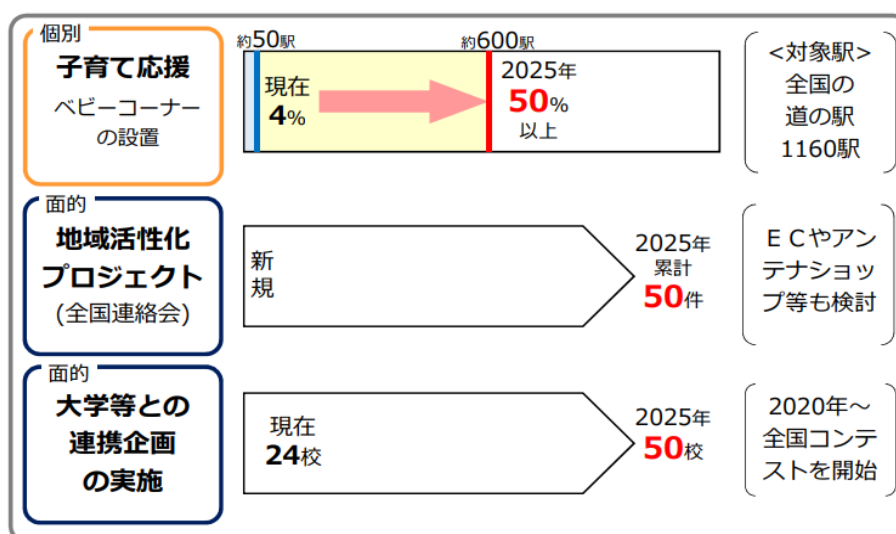 個別
子育て応援
ベビーコーナー
の設置
約50駅
約600駅
現在
4%
2025年
50%
以上
<対象駅>
全国の
道の駅
1160駅
面的
地域活性化
プロジェクト
(全国連絡会)
新
規
2025年
累計
50件
ＥＣやアン
テナショッ
プ等も検討
面的
大学等との
連携企画
の実施
現在
24校
2025年
50校
2020年～
全国コンテ
ストを開始